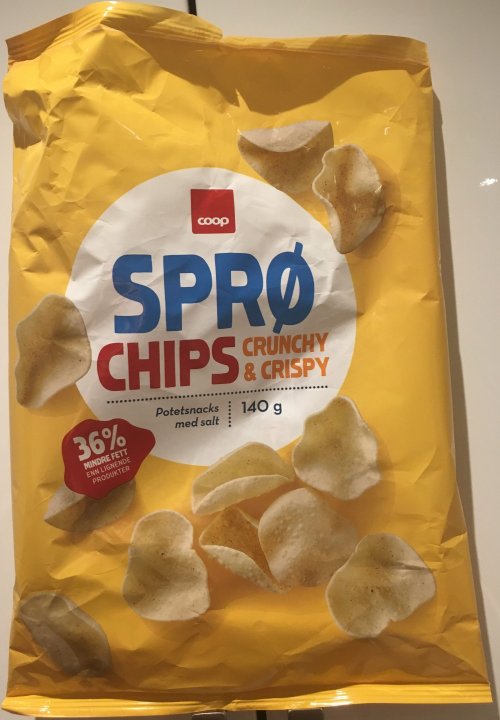 coop
SPRØ
CHIPS
CRUNCHY
& CRISPY
Potetsnacks
med salt
140 g
36%
MINDRE FETT
ENN LIGNENDE
PRODUKTER